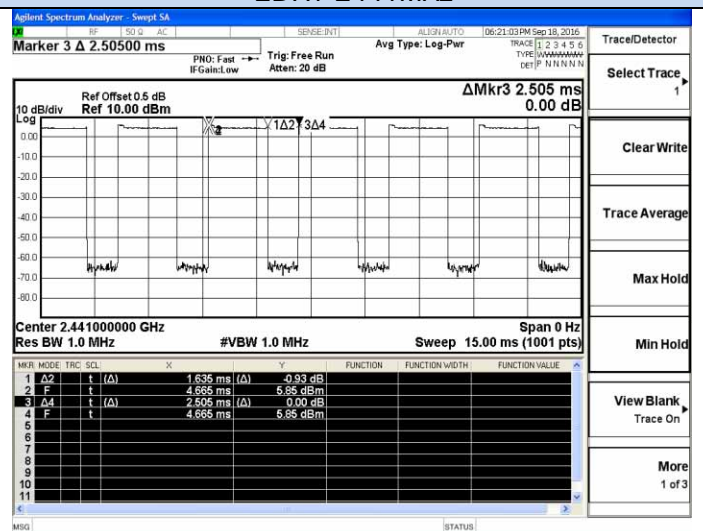 Agilent Spectrum Analyzer - Swept SA
RF 50 Ω AC SENSE:INT ALIGN AUTO 06:21:03 PM Sep 18, 2016
Marker 3 Δ 2.50500 ms
PNO: Fast Trig: Free Run Avg Type: Log-Pwr TRACE 1 2 3 4 5 6
IFGain:Low Atten: 20 dB TYPE
DET P N N N N N
Trace/Detector
Select Trace
1
Ref Offset 0.5 dB ΔMkr3 2.505 ms
10 dB/div Ref 10.00 dBm 0.00 dB
Log
0.00
1Δ2 3Δ4
-10.0
-20.0
-30.0
-40.0
-50.0
-60.0
-70.0
-80.0
Clear Write
Trace Average
Max Hold
Min Hold
Center 2.441000000 GHz Span 0 Hz
Res BW 1.0 MHz #VBW 1.0 MHz Sweep 15.00 ms (1001 pts)
MKR MODE TRC SCL X Y FUNCTION FUNCTION WIDTH FUNCTION VALUE
1 Δ2 t (Δ) 1.635 ms (Δ) -0.93 dB
2 F t 4.665 ms 5.85 dBm
3 Δ4 t (Δ) 2.505 ms (Δ) 0.00 dB
4 F t 4.665 ms 5.85 dBm
5
6
7
8
9
10
11
View Blank
Trace On
More
1 of 3
MSG STATUS